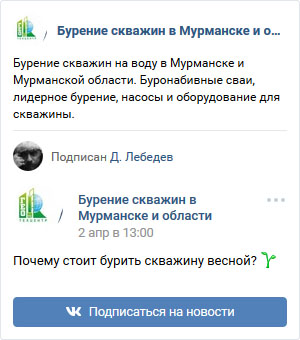 Бурение скважин в Мурманске и о...
Бурение скважин на воду в Мурманске и
Мурманской области. Буронабивные сваи,
лидерное бурение, насосы и оборудование для
скважины.
Подписан Д. Лебедев
Бурение скважин в
Мурманске и области
2 апр в 13:00
Почему стоит бурить скважину весной?
Подписаться на новости